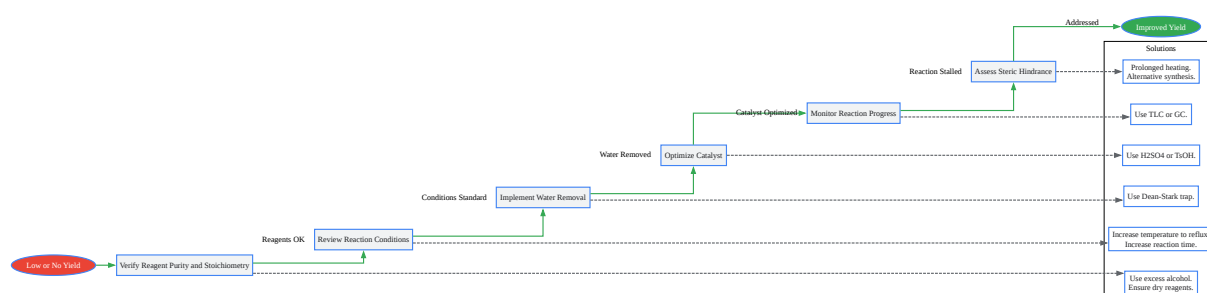 Addressed
Improved Yield
Solutions
Reaction Stalled
Assess Steric Hindrance
Prolonged heating.
Alternative synthesis.
Catalyst Optimized
Monitor Reaction Progress
Use TLC or GC.
Water Removed
Optimize Catalyst
Use H2SO4 or TsOH.
Conditions Standard
Implement Water Removal
Use Dean-Stark trap.
Reagents OK
Review Reaction Conditions
Increase temperature to reflux
Increase reaction time.
Low or No Yield
Verify Reagent Purity and Stoichiometry
Use excess alcohol.
Ensure dry reagents.